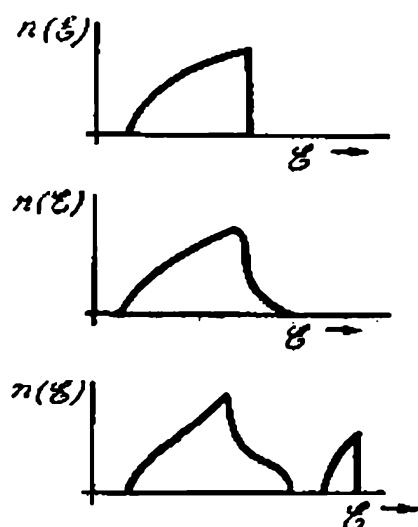 n(ℰ)
ℰ →
n(ℰ)
ℰ →
n(ℰ)
ℰ →